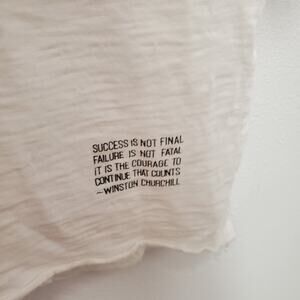 SUCCESS IS NOT FINAL
FAILURE IS NOT FATAL
IT IS THE COURAGE TO
CONTINUE THAT COUNTS
~WINSTON CHURCHILL